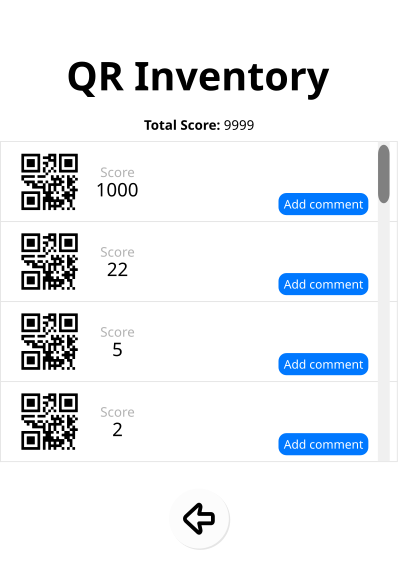 QR Inventory
Total Score: 9999
Score
1000
Add comment
Score
22
Add comment
Score
5
Add comment
Score
2
Add comment